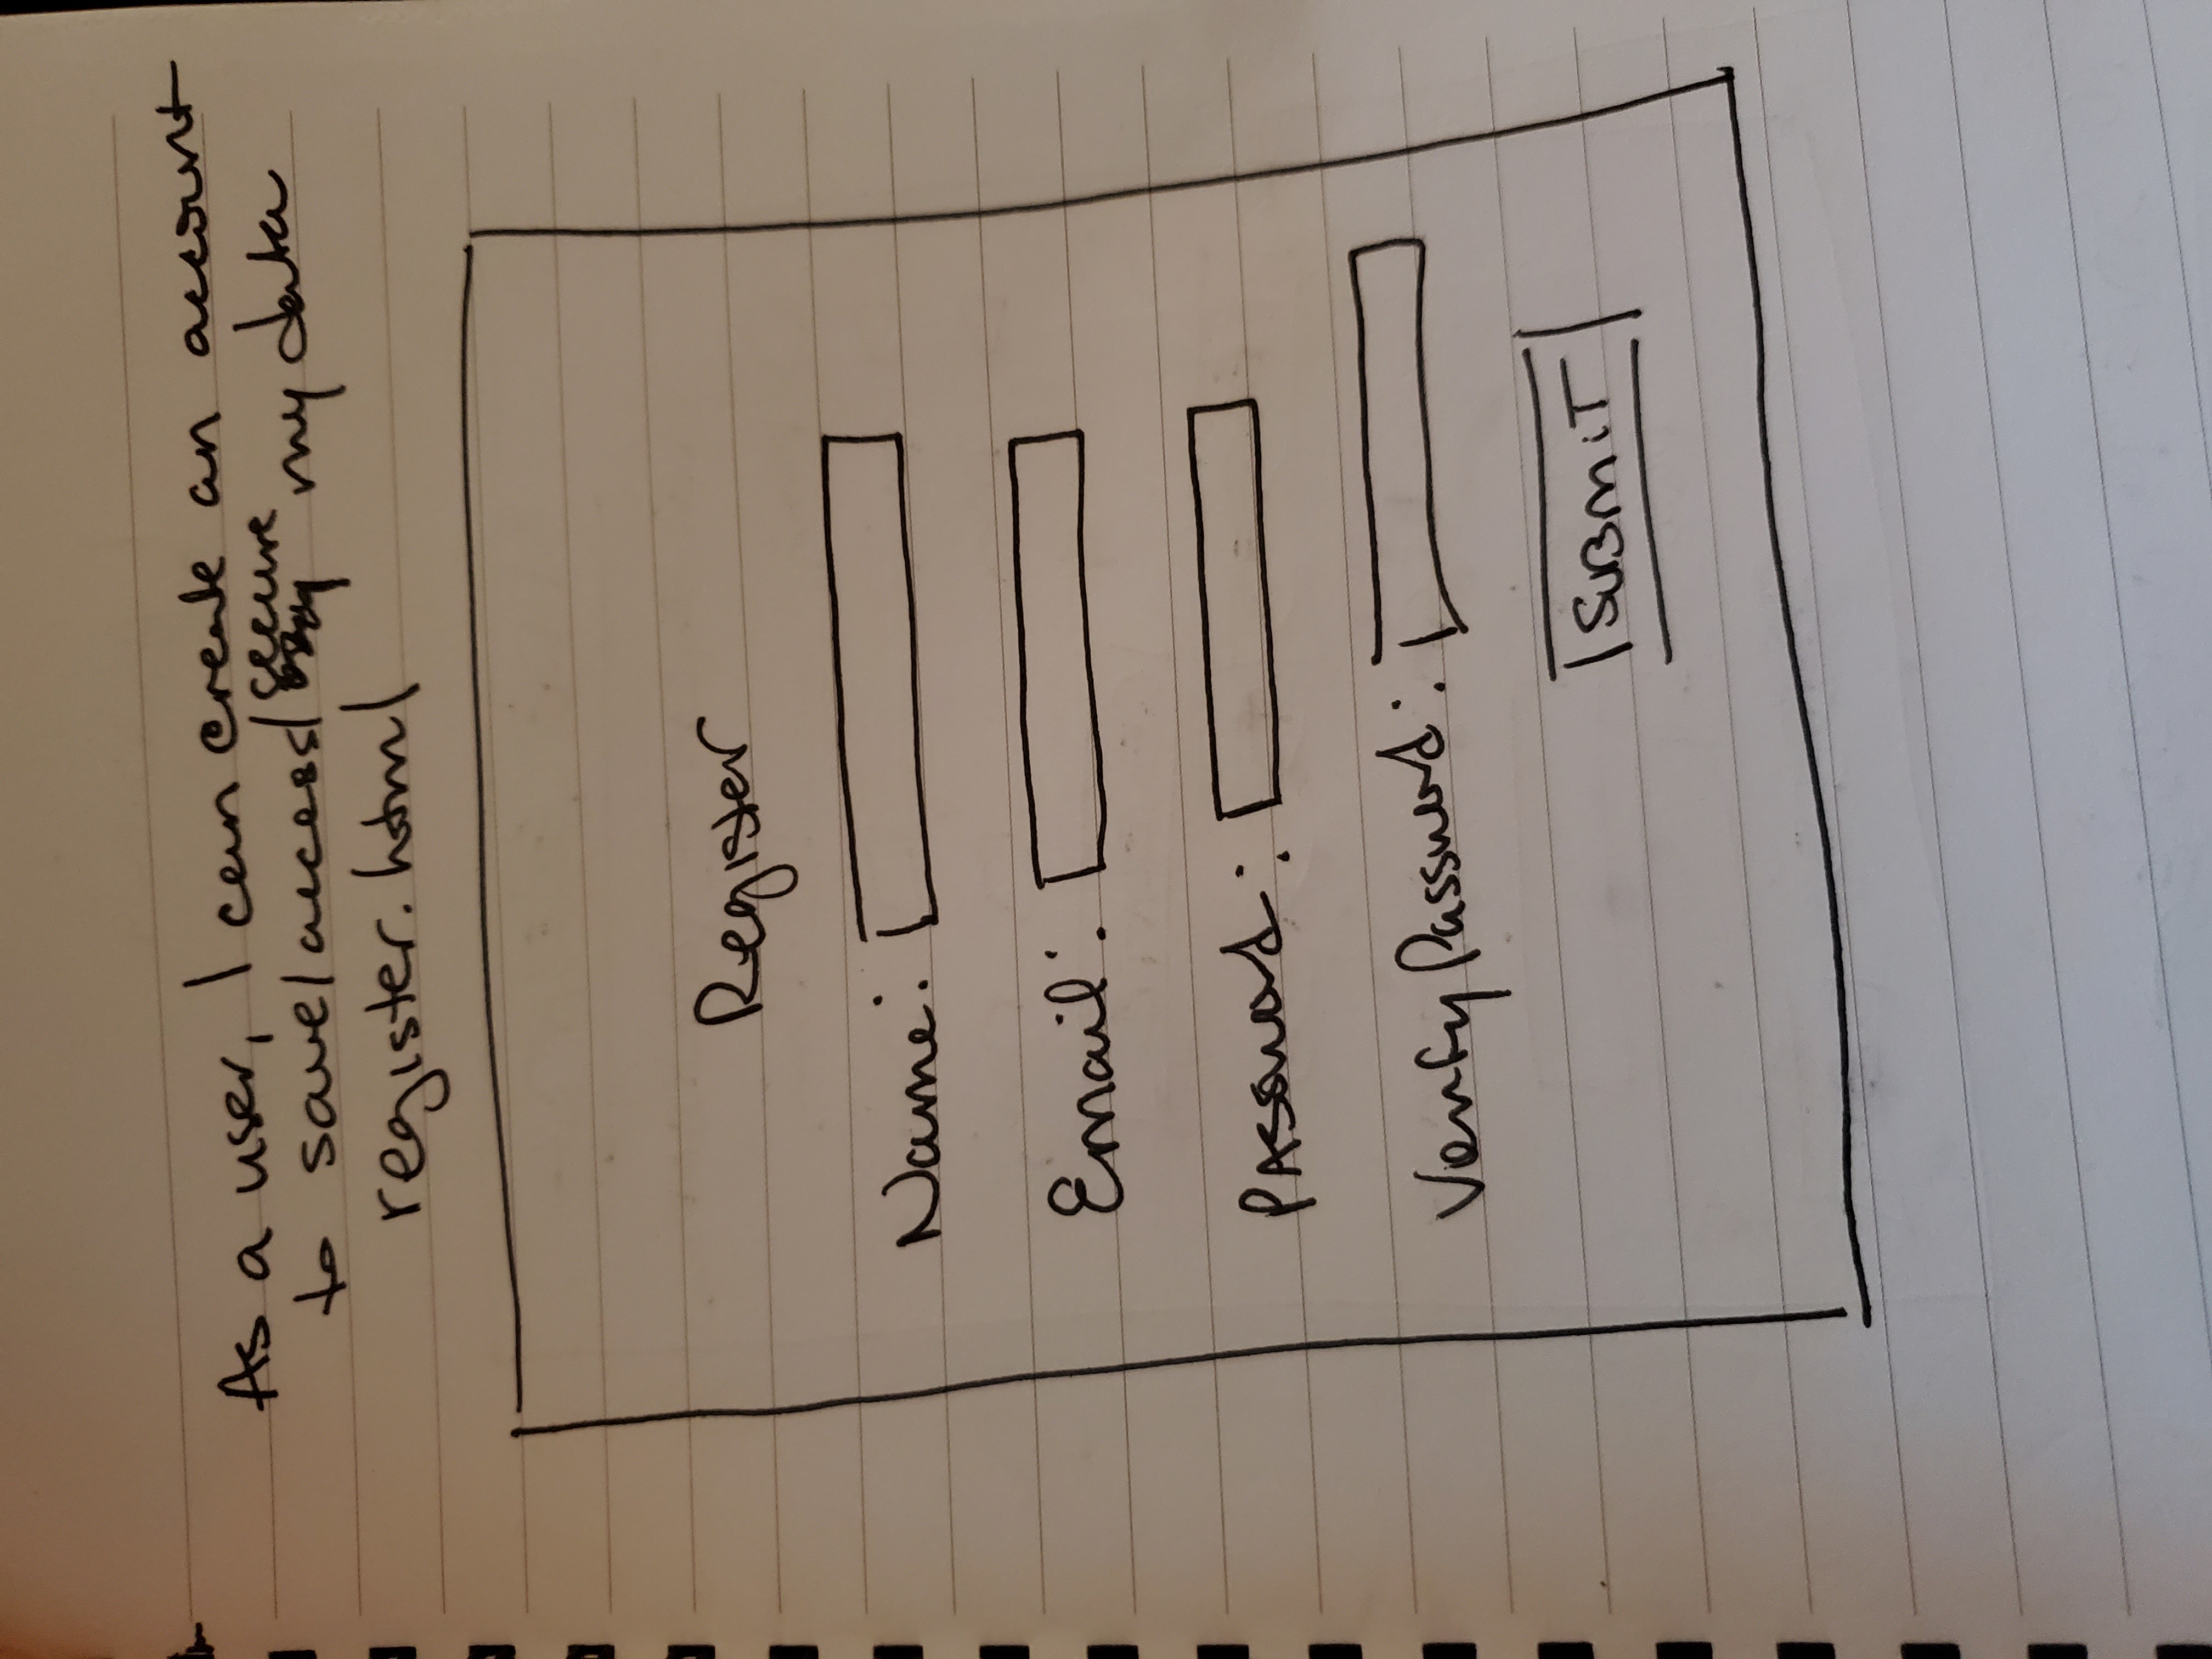 As a user, I can create an account
to save/access/secure my data
register.html
Register
Name:
Email:
Password:
Verify Password:
SUBMIT